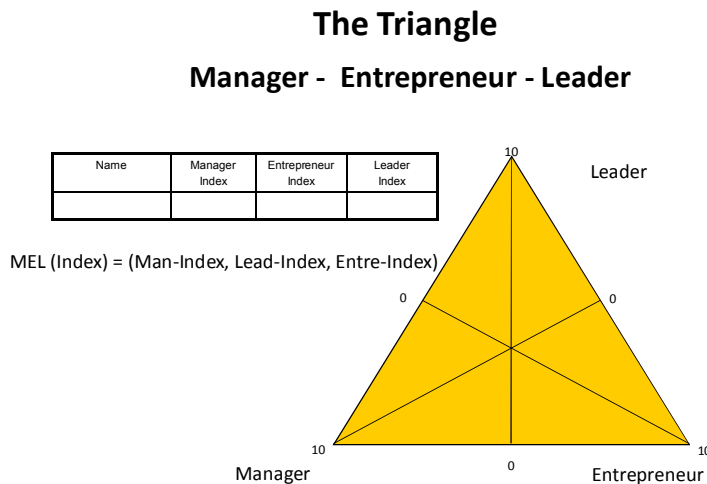 The Triangle
Manager - Entrepreneur - Leader
Name Manager Entrepreneur Leader
Index Index Index
10
Leader
MEL (Index) = (Man-Index, Lead-Index, Entre-Index)
0 0
10 10
0
Manager Entrepreneur